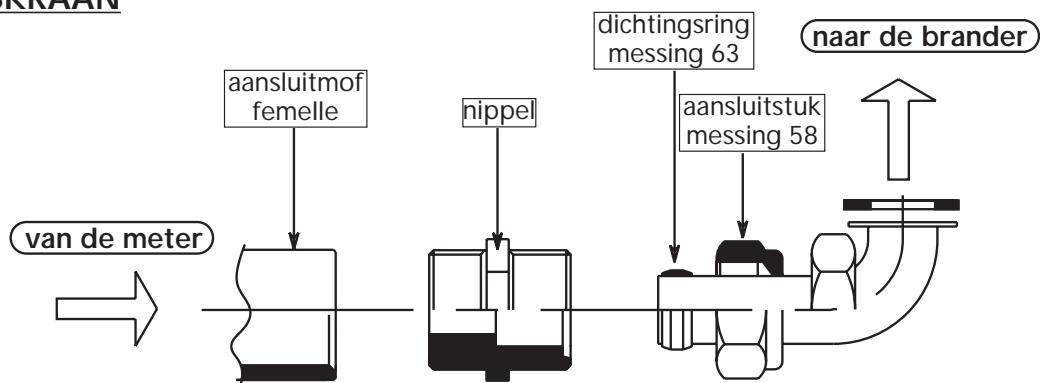 dichtingsring
messing 63
naar de brander
aansluitmof
femelle
nippel
aansluitstuk
messing 58
van de meter